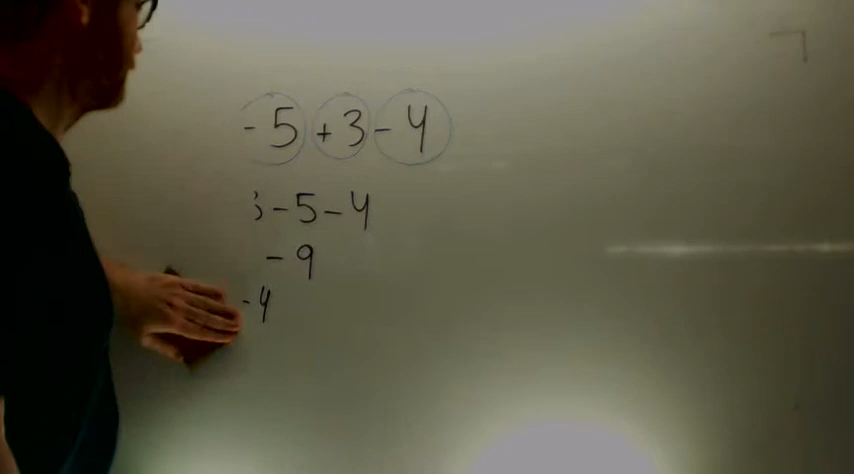 - 5 + 3 - 4
3 - 5 - 4
- 9
- 4